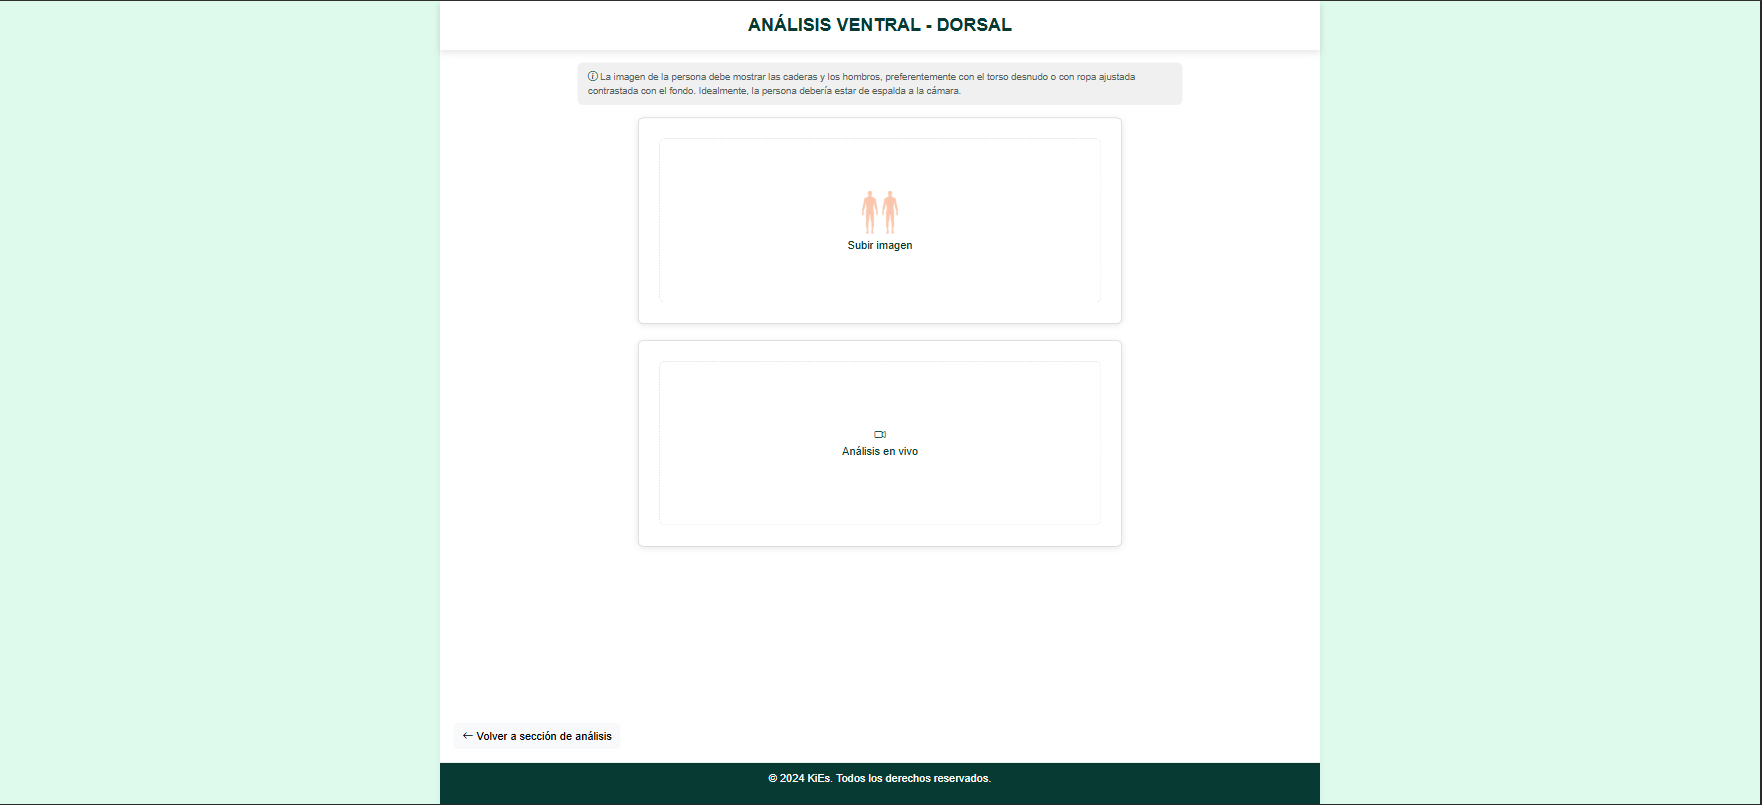 ANÁLISIS VENTRAL - DORSAL
La imagen de la persona debe mostrar las caderas y los hombros, preferentemente con el torso desnudo o con ropa ajustada
contrastada con el fondo. Idealmente, la persona debería estar de espalda a la cámara.
Subir imagen
Análisis en vivo
← Volver a sección de análisis
© 2024 KiEs. Todos los derechos reservados.